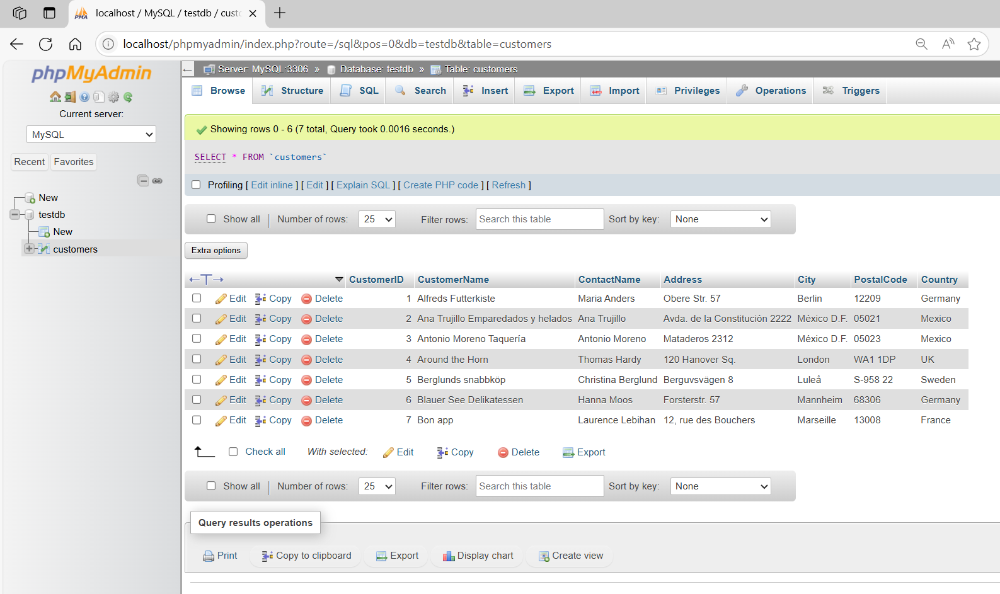 localhost / MySQL / testdb / custo
localhost/phpmyadmin/index.php?route=/sql&pos=0&db=testdb&table=customers
phpMyAdmin
Current server:
MySQL
Recent Favorites
New
testdb
New
customers
Server: MySQL:3306 » Database: testdb » Table: customers
Browse Structure SQL Search Insert Export Import Privileges Operations Triggers
Showing rows 0 - 6 (7 total, Query took 0.0016 seconds.)
SELECT * FROM `customers`
Profiling [ Edit inline ] [ Edit ] [ Explain SQL ] [ Create PHP code ] [ Refresh ]
Show all | Number of rows: 25 Filter rows: Search this table Sort by key: None
Extra options
←T→ CustomerID CustomerName ContactName Address City PostalCode Country
Edit Copy Delete 1 Alfreds Futterkiste Maria Anders Obere Str. 57 Berlin 12209 Germany
Edit Copy Delete 2 Ana Trujillo Emparedados y helados Ana Trujillo Avda. de la Constitución 2222 México D.F. 05021 Mexico
Edit Copy Delete 3 Antonio Moreno Taquería Antonio Moreno Mataderos 2312 México D.F. 05023 Mexico
Edit Copy Delete 4 Around the Horn Thomas Hardy 120 Hanover Sq. London WA1 1DP UK
Edit Copy Delete 5 Berglunds snabbköp Christina Berglund Berguvsvägen 8 Luleå S-958 22 Sweden
Edit Copy Delete 6 Blauer See Delikatessen Hanna Moos Forsterstr. 57 Mannheim 68306 Germany
Edit Copy Delete 7 Bon app Laurence Lebihan 12, rue des Bouchers Marseille 13008 France
Check all With selected: Edit Copy Delete Export
Show all | Number of rows: 25 Filter rows: Search this table Sort by key: None
Query results operations
Print Copy to clipboard Export Display chart Create view